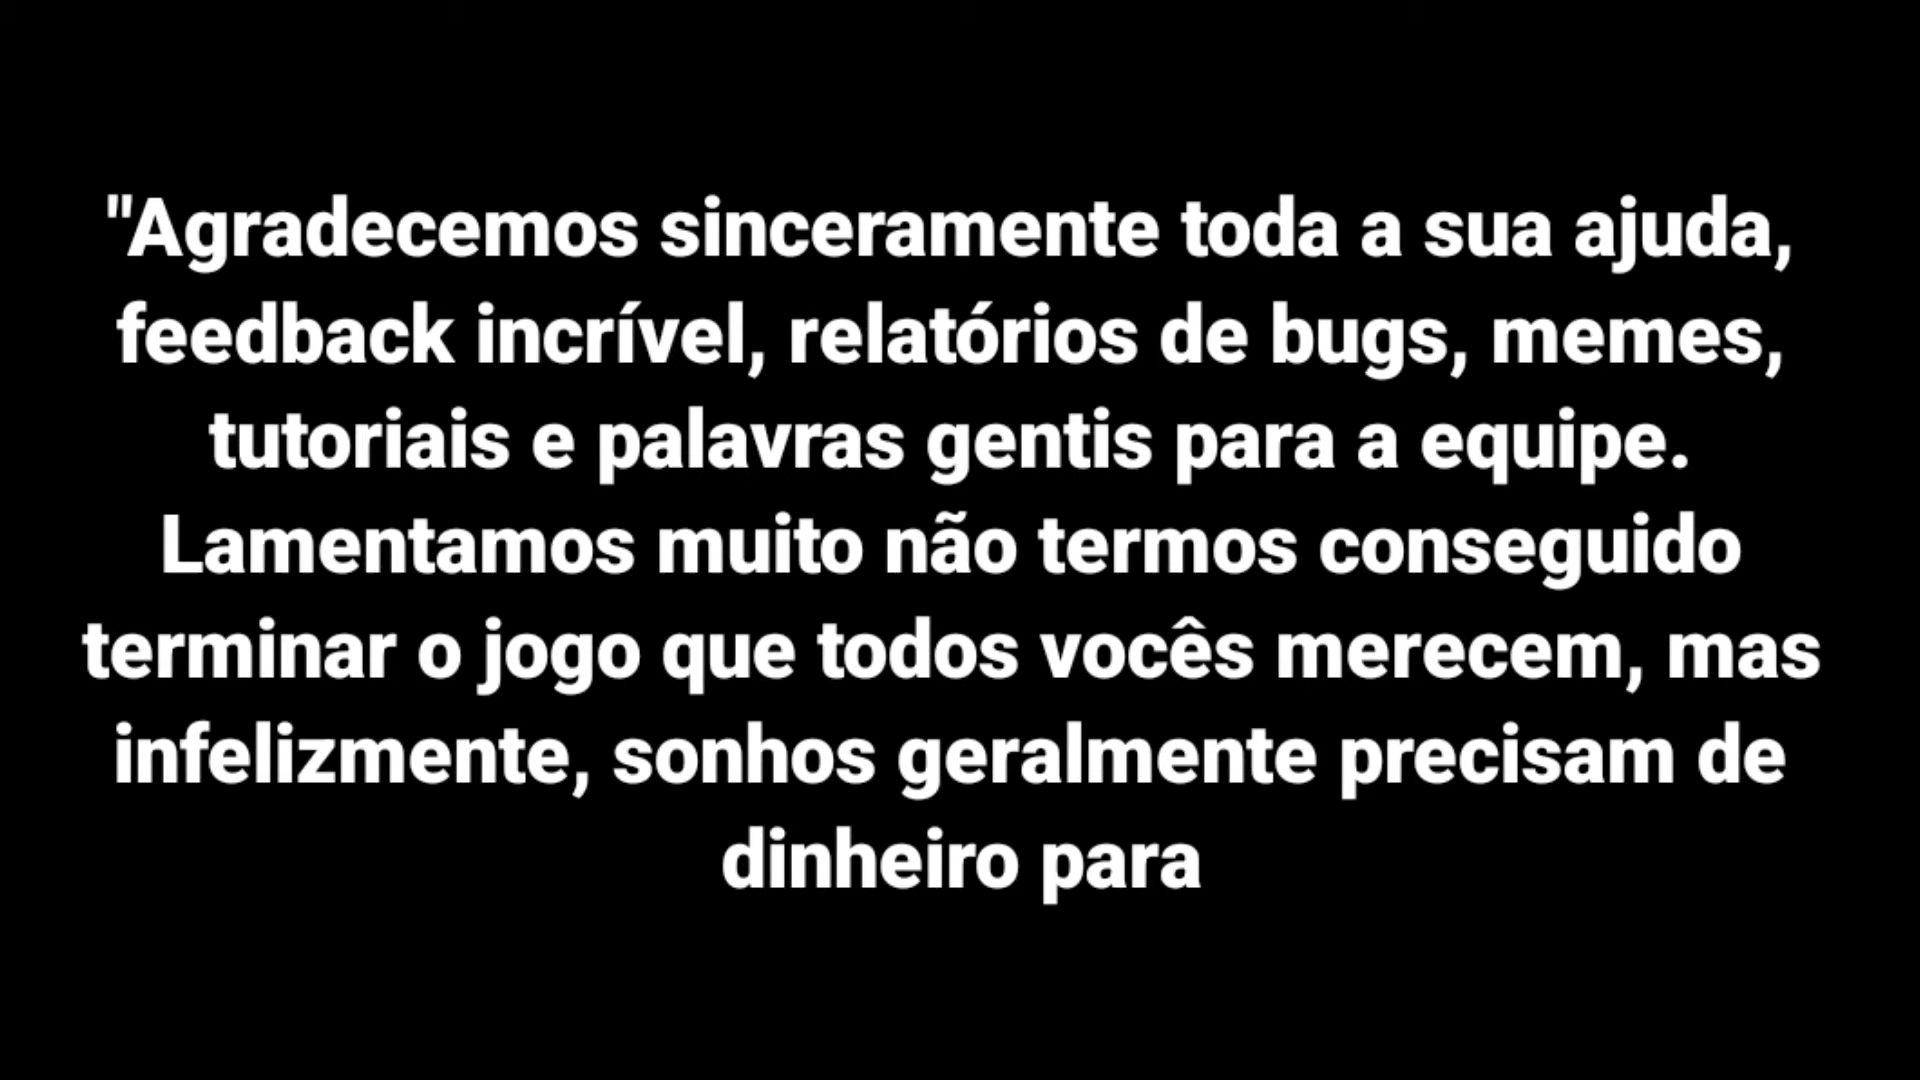 "Agradecemos sinceramente toda a sua ajuda,
feedback incrível, relatórios de bugs, memes,
tutoriais e palavras gentis para a equipe.
Lamentamos muito não termos conseguido
terminar o jogo que todos vocês merecem, mas
infelizmente, sonhos geralmente precisam de
dinheiro para